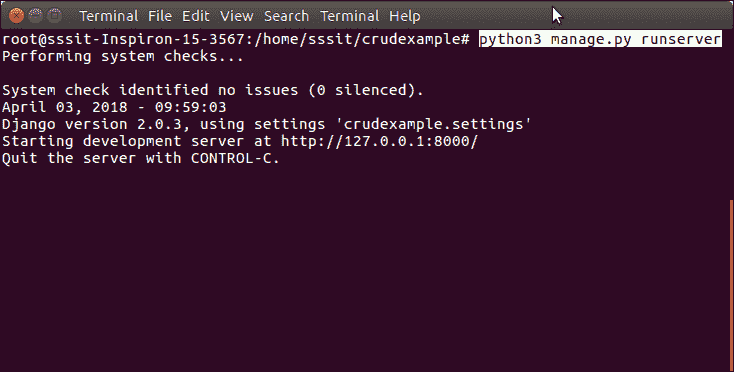 Terminal File Edit View Search Terminal Help
root@sssit-Inspiron-15-3567:/home/sssit/crudexample# python3 manage.py runserver
Performing system checks...
System check identified no issues (0 silenced).
April 03, 2018 - 09:59:03
Django version 2.0.3, using settings 'crudexample.settings'
Starting development server at http://127.0.0.1:8000/
Quit the server with CONTROL-C.